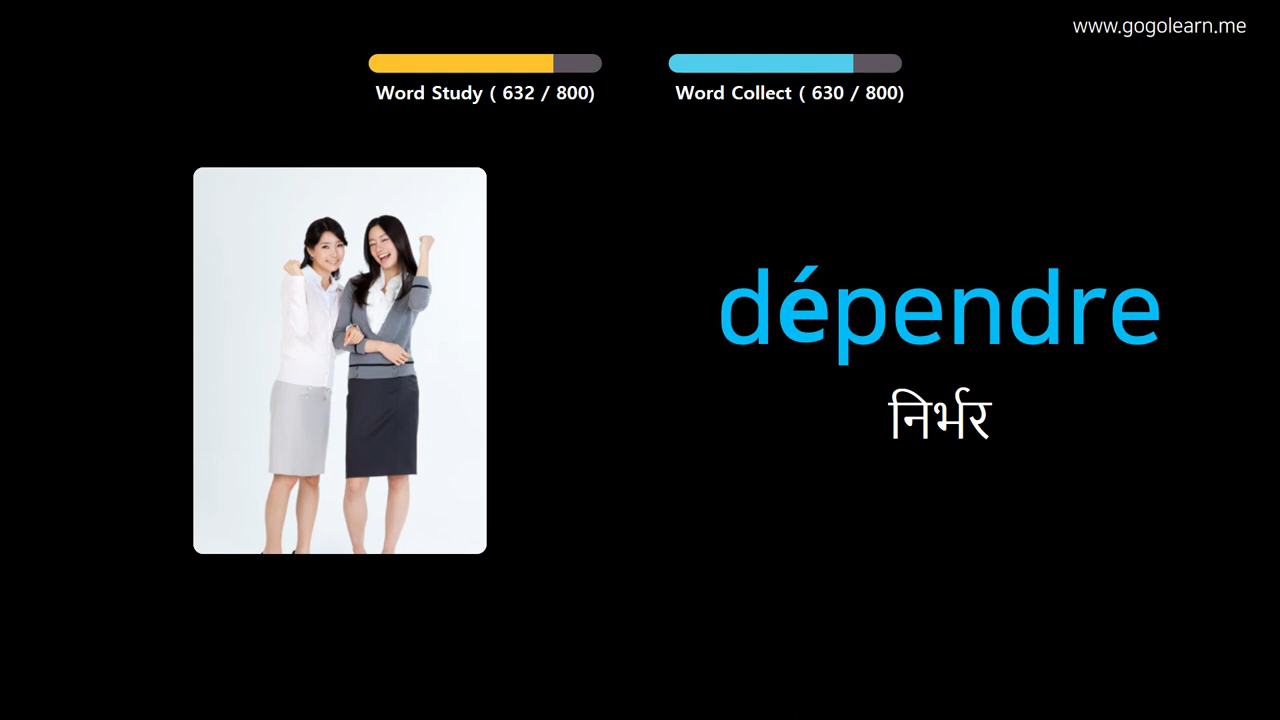 www.gogolearn.me
Word Study ( 632 / 800)
Word Collect ( 630 / 800)
dépendre
निर्भर